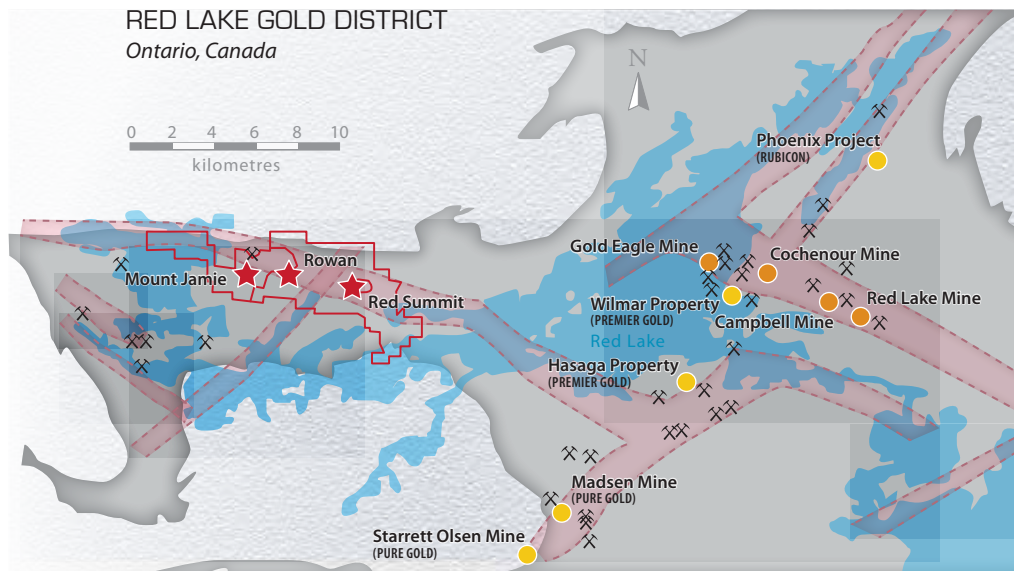 RED LAKE GOLD DISTRICT
Ontario, Canada
0 2 4 6 8 10
kilometres
N
Phoenix Project
(RUBICON)
Gold Eagle Mine
Cochenour Mine
Rowan
Mount Jamie
Red Summit
Wilmar Property
(PREMIER GOLD)
Red Lake Mine
Campbell Mine
Red Lake
Hasaga Property
(PREMIER GOLD)
Madsen Mine
(PURE GOLD)
Starrett Olsen Mine
(PURE GOLD)